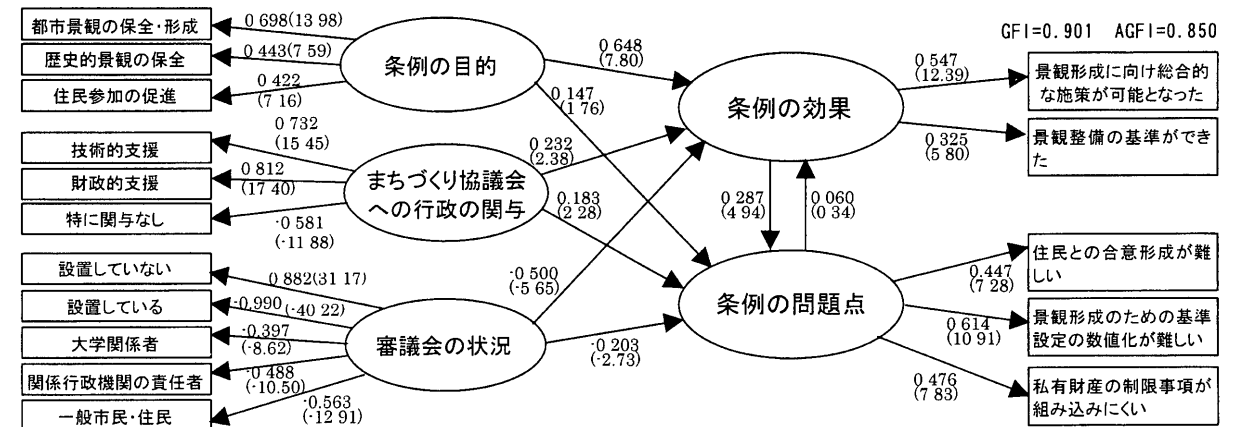 GFI=0.901 AGFI=0.850
都市景観の保全・形成
歴史的景観の保全
住民参加の促進
0 698(13 98)
0 443(7 59)
0 422
(7 16)
条例の目的
技術的支援
財政的支援
特に関与なし
0 732
(15 45)
0 812
(17 40)
-0 581
(-11 88)
まちづくり協議会
への行政の関与
設置していない
設置している
大学関係者
関係行政機関の責任者
一般市民・住民
0 882(31 17)
-0.990
(-40 22)
-0.397
(-8.62)
-0 488
(-10.50)
-0.563
(-12 91)
審議会の状況
0 648
(7.80)
0 147
(1 76)
0 232
(2.38)
0.183
(2 28)
-0 500
(-5 65)
-0 203
(-2.73)
条例の効果
0 287
(4 94)
0 060
(0 34)
条例の問題点
0 547
(12.39)
0 325
(5 80)
景観形成に向け総合的
な施策が可能となった
景観整備の基準ができ
た
0.447
(7 28)
0 614
(10 91)
0 476
(7 83)
住民との合意形成が難
しい
景観形成のための基準
設定の数値化が難しい
私有財産の制限事項が
組み込みにくい